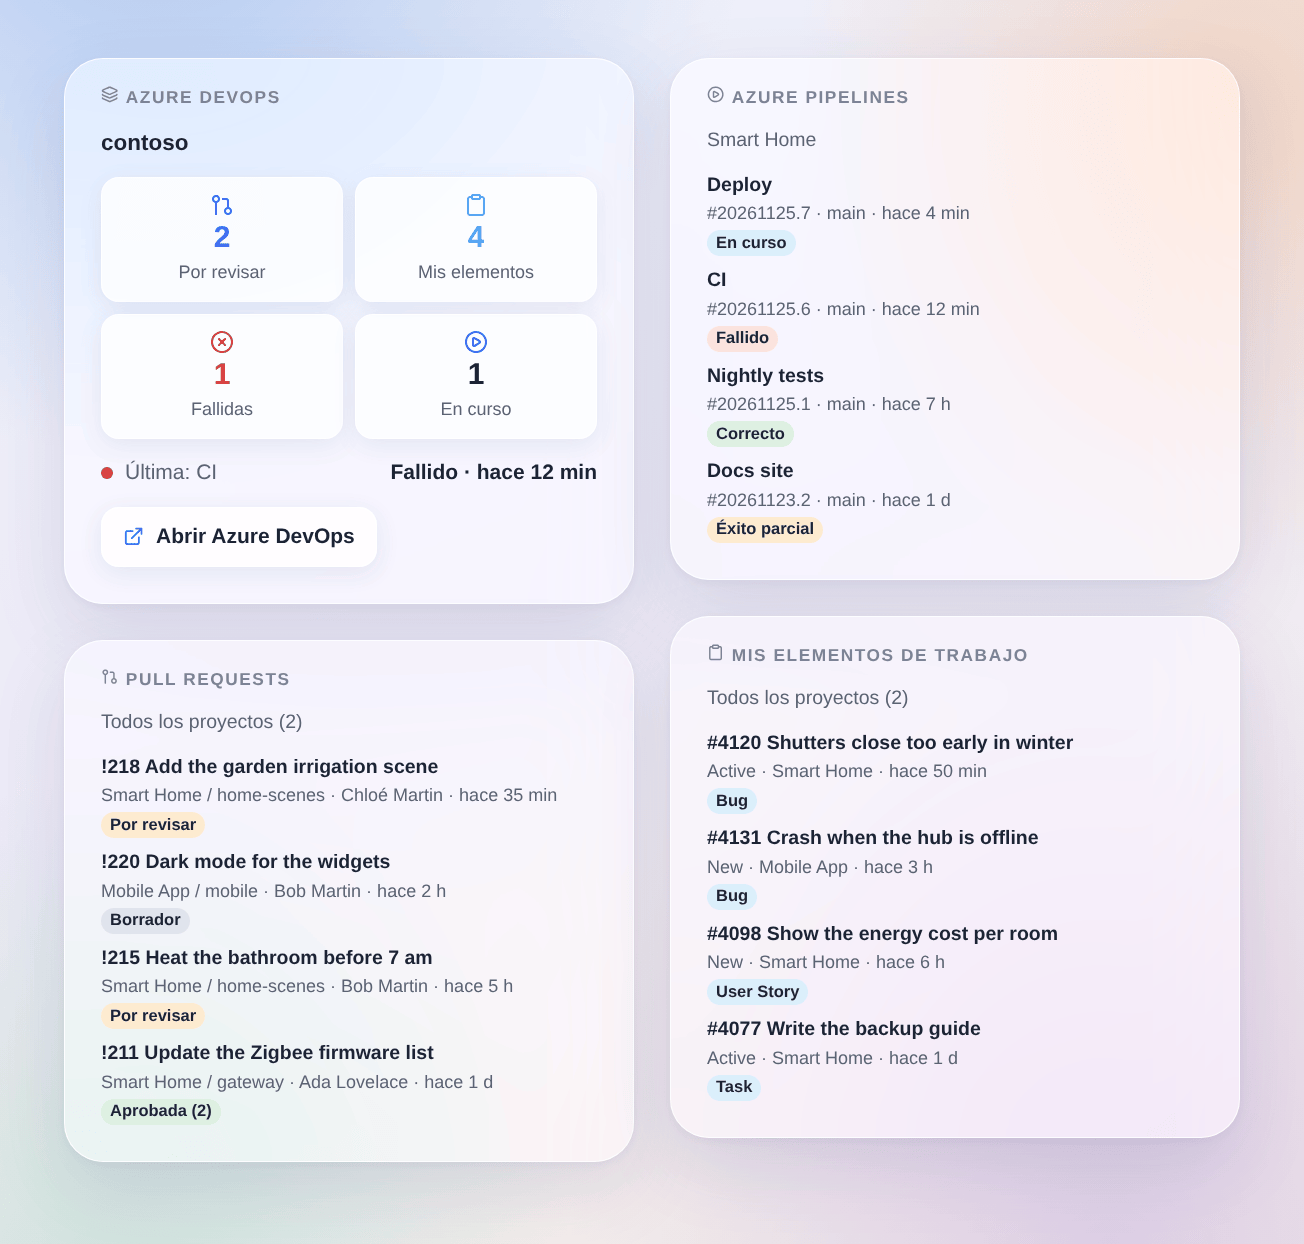 AZURE DEVOPS
contoso
2
Por revisar
4
Mis elementos
1
Fallidas
1
En curso
Última: CI
Fallido · hace 12 min
Abrir Azure DevOps
AZURE PIPELINES
Smart Home
Deploy
#20261125.7 · main · hace 4 min
En curso
CI
#20261125.6 · main · hace 12 min
Fallido
Nightly tests
#20261125.1 · main · hace 7 h
Correcto
Docs site
#20261123.2 · main · hace 1 d
Éxito parcial
PULL REQUESTS
Todos los proyectos (2)
!218 Add the garden irrigation scene
Smart Home / home-scenes · Chloé Martin · hace 35 min
Por revisar
!220 Dark mode for the widgets
Mobile App / mobile · Bob Martin · hace 2 h
Borrador
!215 Heat the bathroom before 7 am
Smart Home / home-scenes · Bob Martin · hace 5 h
Por revisar
!211 Update the Zigbee firmware list
Smart Home / gateway · Ada Lovelace · hace 1 d
Aprobada (2)
MIS ELEMENTOS DE TRABAJO
Todos los proyectos (2)
#4120 Shutters close too early in winter
Active · Smart Home · hace 50 min
Bug
#4131 Crash when the hub is offline
New · Mobile App · hace 3 h
Bug
#4098 Show the energy cost per room
New · Smart Home · hace 6 h
User Story
#4077 Write the backup guide
Active · Smart Home · hace 1 d
Task